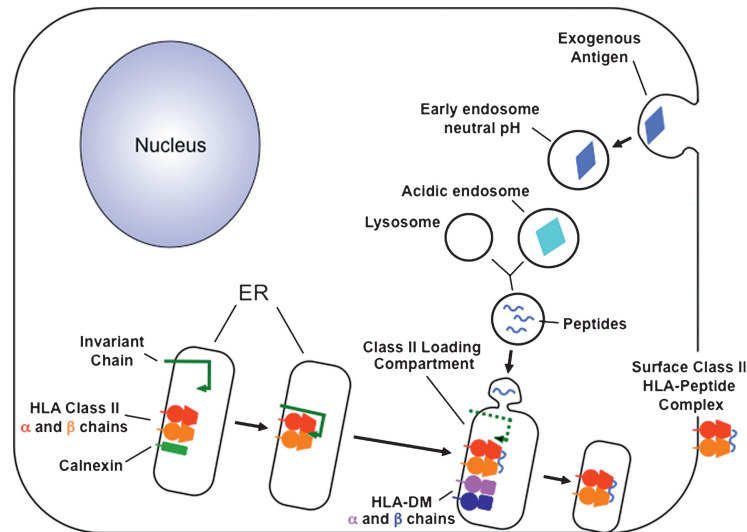 Exogenous
Antigen
Early endosome
neutral pH
Nucleus
Acidic endosome
Lysosome
ER
Peptides
Invariant
Chain
Class II Loading
Compartment
Surface Class II
HLA-Peptide
Complex
HLA Class II
α and β chains
Calnexin
HLA-DM
α and β chains